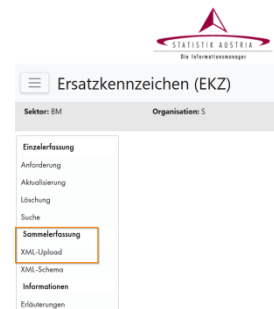 STATISTIK AUSTRIA
Die Informationsmanager
Ersatzkennzeichen (EKZ)
Sektor: BM Organisation: S
Einzelerfassung
Anforderung
Aktualisierung
Löschung
Suche
Sammelerfassung
XML-Upload
XML-Schema
Informationen
Erläuterungen